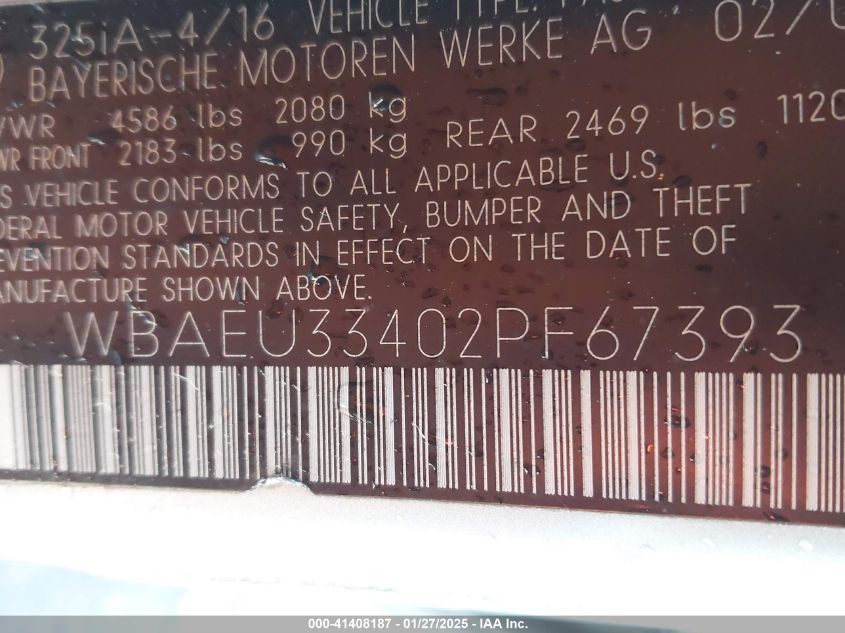 325iA-4/16 VEHICLE TYPE:
BAYERISCHE MOTOREN WERKE AG 02/0
VWR 4586 lbs 2080 kg
WR FRONT 2183 lbs 990 kg REAR 2469 lbs 1120
S VEHICLE CONFORMS TO ALL APPLICABLE U.S.
DERAL MOTOR VEHICLE SAFETY, BUMPER AND THEFT
EVENTION STANDARDS IN EFFECT ON THE DATE OF
ANUFACTURE SHOWN ABOVE.
WBAEU33402PF67393
000-41408187 - 01/27/2025 - IAA Inc.